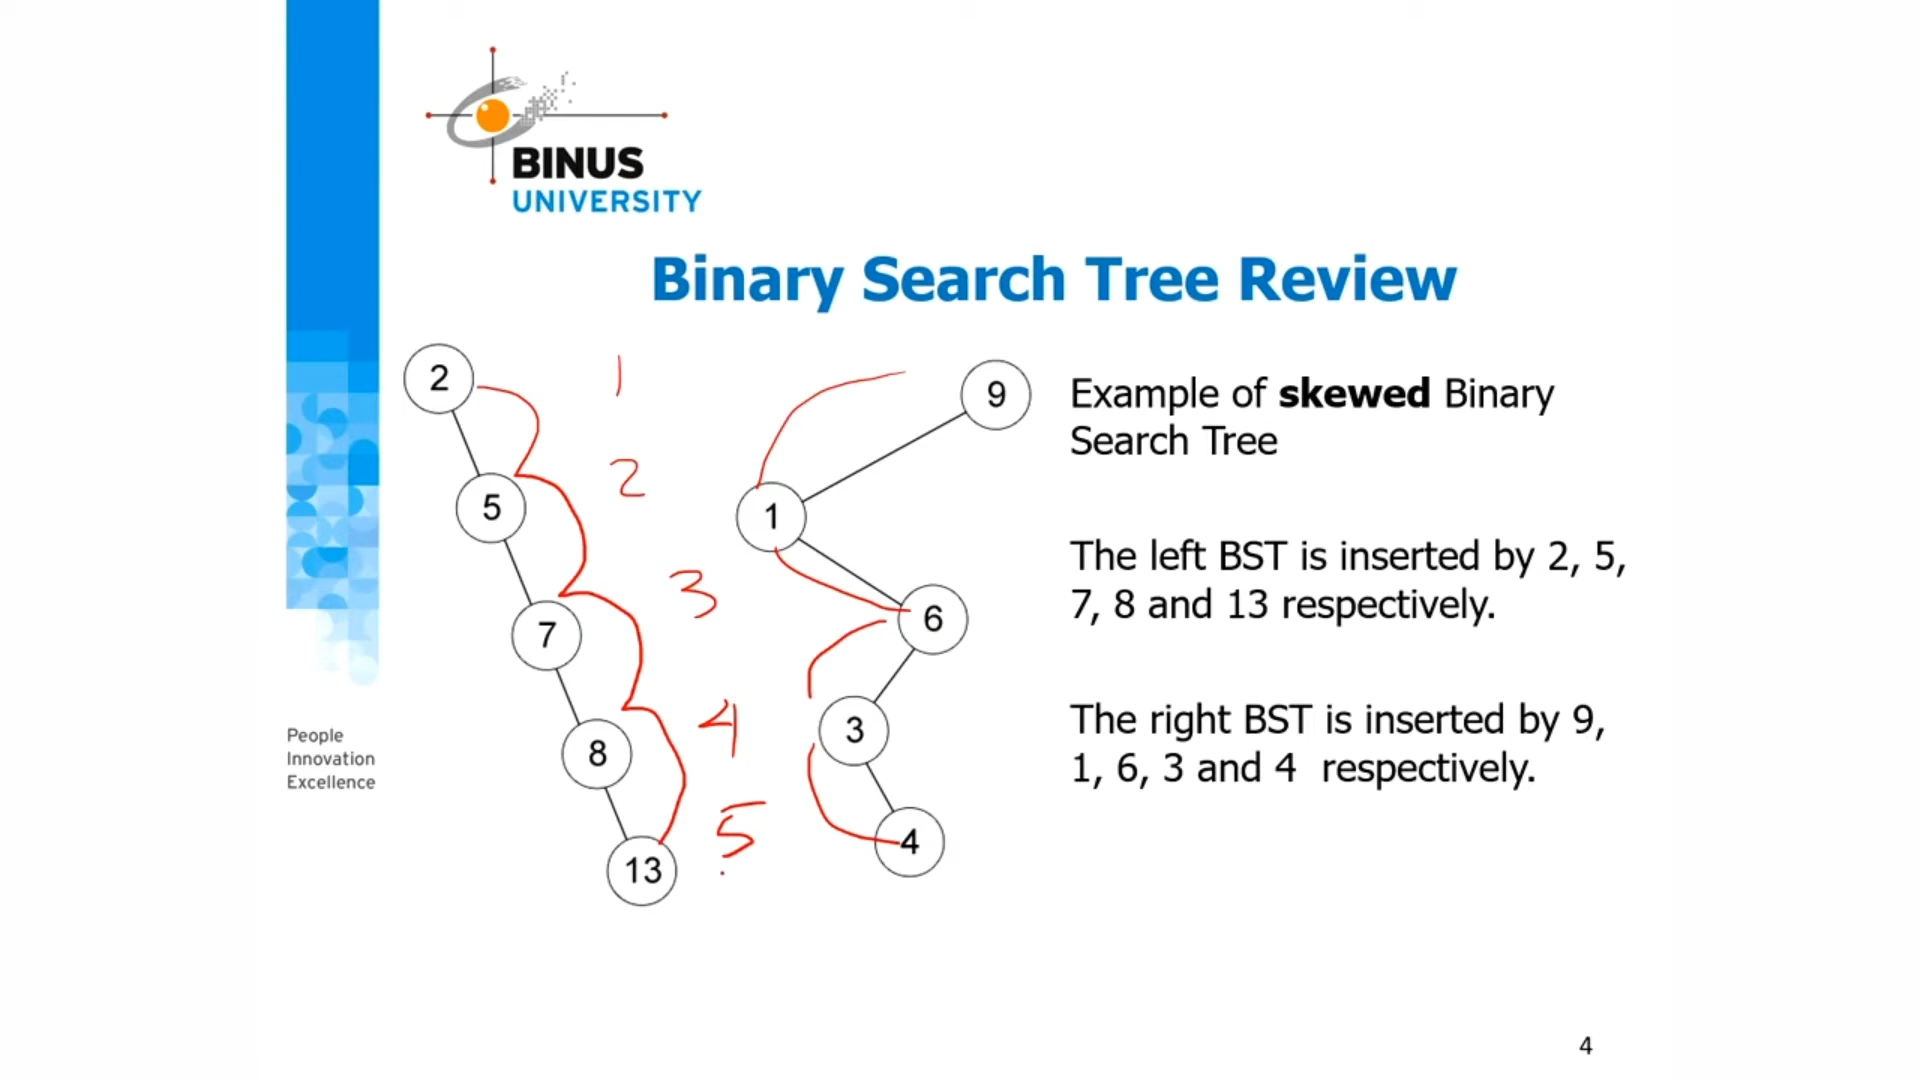 BINUS
UNIVERSITY
Binary Search Tree Review
2
5
7
8
13
1
2
3
4
5
9
1
6
3
4
Example of skewed Binary
Search Tree
The left BST is inserted by 2, 5,
7, 8 and 13 respectively.
The right BST is inserted by 9,
1, 6, 3 and 4 respectively.
People
Innovation
Excellence
4